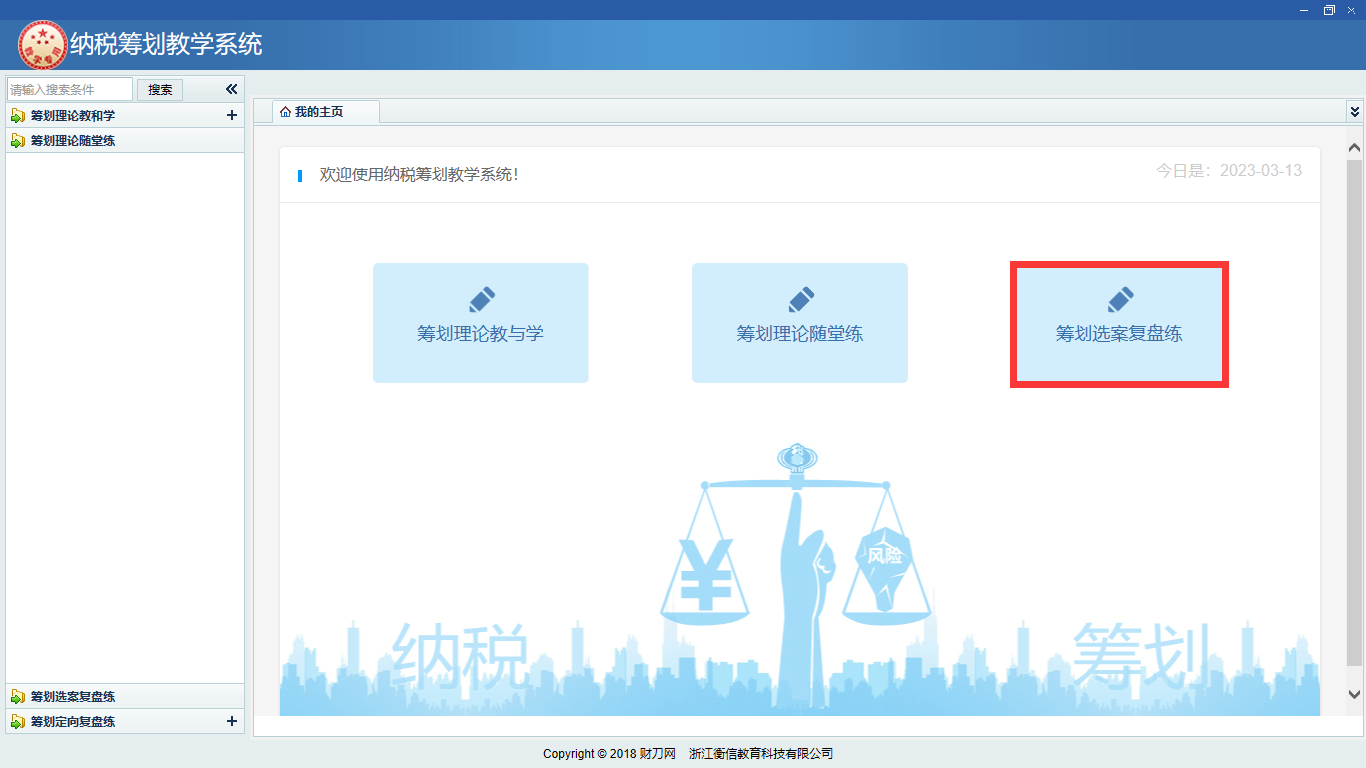 纳税筹划教学系统
请输入搜索条件 搜索
筹划理论教和学
筹划理论随堂练
筹划选案复盘练
筹划定向复盘练
我的主页
欢迎使用纳税筹划教学系统!
今日是：2023-03-13
筹划理论教与学
筹划理论随堂练
筹划选案复盘练
¥
风险
纳税
筹划
Copyright © 2018 财刀网 浙江衡信教育科技有限公司